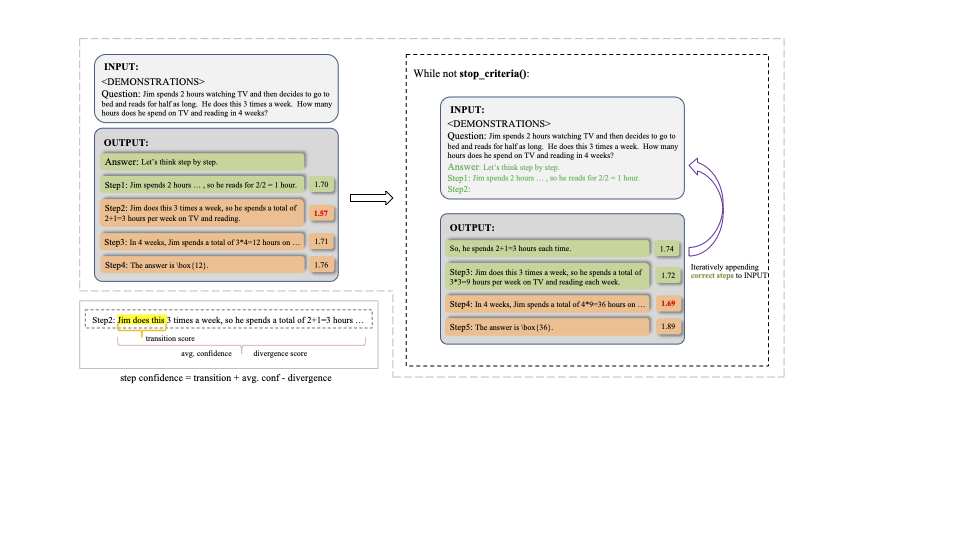 INPUT:
<DEMONSTRATIONS>
Question: Jim spends 2 hours watching TV and then decides to go to
bed and reads for half as long. He does this 3 times a week. How many
hours does he spend on TV and reading in 4 weeks?
OUTPUT:
Answer: Let's think step by step.
Step1: Jim spends 2 hours … , so he reads for 2/2 = 1 hour.
1.70
Step2: Jim does this 3 times a week, so he spends a total of
2+1=3 hours per week on TV and reading.
1.57
Step3: In 4 weeks, Jim spends a total of 3*4=12 hours on …
1.71
Step4: The answer is \box{12}.
1.76
Step2: Jim does this 3 times a week, so he spends a total of 2+1=3 hours …
transition score
avg. confidence
divergence score
step confidence = transition + avg. conf - divergence
While not stop_criteria():
INPUT:
<DEMONSTRATIONS>
Question: Jim spends 2 hours watching TV and then decides to go to
bed and reads for half as long. He does this 3 times a week. How many
hours does he spend on TV and reading in 4 weeks?
Answer: Let's think step by step.
Step1: Jim spends 2 hours … , so he reads for 2/2 = 1 hour.
Step2:
OUTPUT:
So, he spends 2+1=3 hours each time.
1.74
Step3: Jim does this 3 times a week, so he spends a total of
3*3=9 hours per week on TV and reading each week.
1.72
Step4: In 4 weeks, Jim spends a total of 4*9=36 hours on …
1.69
Step5: The answer is \box{36}.
1.89
Iteratively appending
correct steps to INPUT